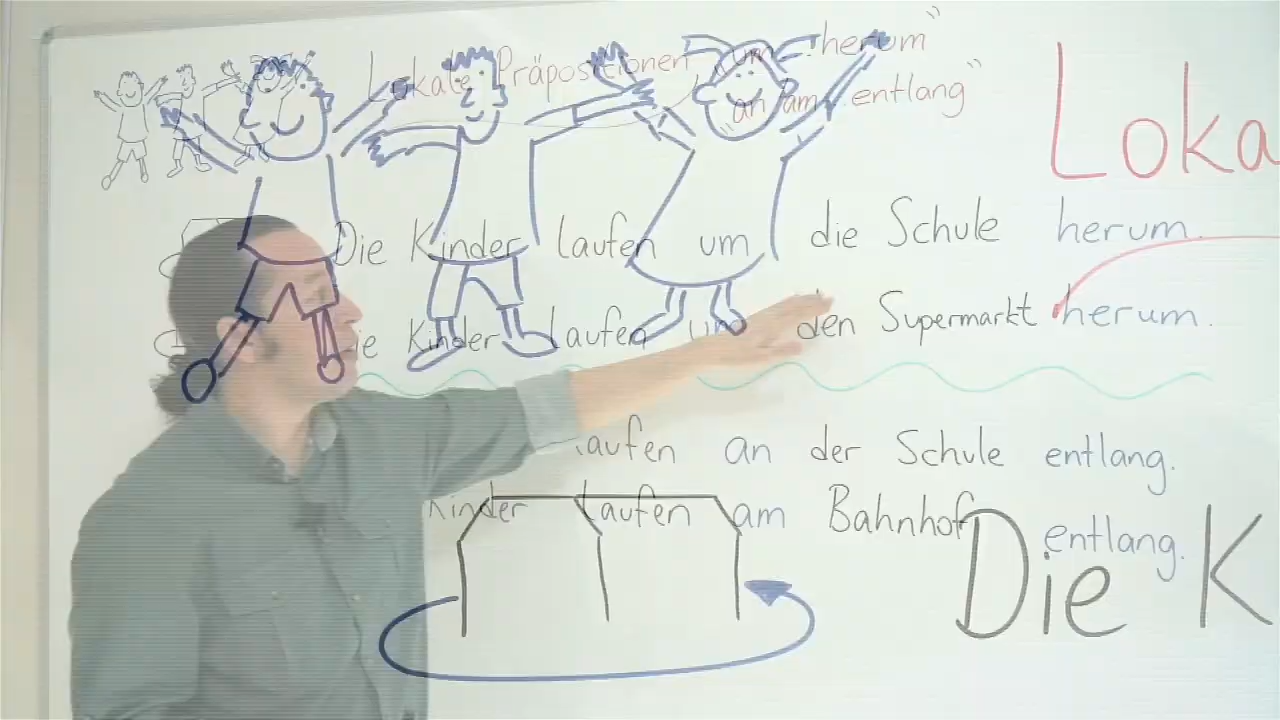 Lokale Präpositionen „um...herum”
„an/am...entlang”
Loka
Die Kinder laufen um die Schule herum.
Die Kinder laufen um den Supermarkt herum.
laufen an der Schule entlang.
Kinder laufen am Bahnhof entlang.
Die K